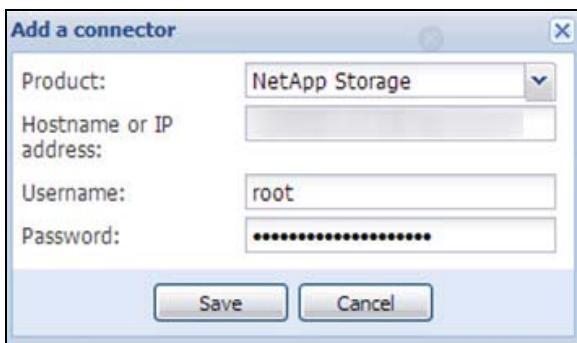 Add a connector
Product: NetApp Storage
Hostname or IP
address:
Username: root
Password: ••••••••••••••••••••
Save Cancel